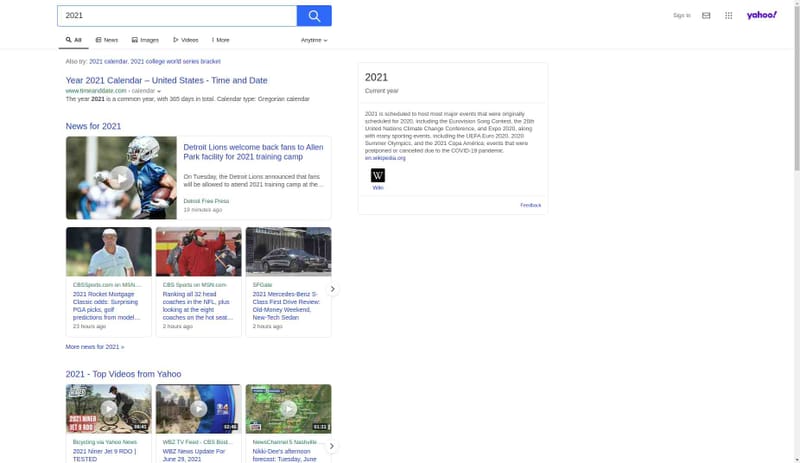 2021
Sign in
yahoo!
All
News
Images
Videos
More
Anytime
Also try: 2021 calendar, 2021 college world series bracket
Year 2021 Calendar – United States - Time and Date
www.timeanddate.com › calendar
The year 2021 is a common year, with 365 days in total. Calendar type: Gregorian calendar
News for 2021
Detroit Lions welcome back fans to Allen
Park facility for 2021 training camp
On Tuesday, the Detroit Lions announced that fans
will be allowed to attend 2021 training camp at the...
Detroit Free Press
19 minutes ago
CBSSports.com on MSN...
2021 Rocket Mortgage
Classic odds: Surprising
PGA picks, golf
predictions from model...
23 hours ago
CBS Sports on MSN.com
Ranking all 32 head
coaches in the NFL, plus
looking at the eight
coaches on the hot seat...
2 hours ago
SFGate
2021 Mercedes-Benz S-
Class First Drive Review:
Old-Money Weekend,
New-Tech Sedan
2 hours ago
More news for 2021 »
2021 - Top Videos from Yahoo
2021 NINER
JET 9 RDO
Bicycling via Yahoo News
2021 Niner Jet 9 RDO |
TESTED
02:45
WBZ TV Feed - CBS Bost...
WBZ News Update For
June 29, 2021
01:31
NewsChannel 5 Nashville ...
Nikki-Dee's afternoon
forecast: Tuesday, June
2021
Current year
2021 is scheduled to host most major events that were originally
scheduled for 2020, including the Eurovision Song Contest, the 26th
United Nations Climate Change Conference, and Expo 2020, along
with many sporting events, including the UEFA Euro 2020, 2020
Summer Olympics, and the 2021 Copa América; events that were
postponed or canceled due to the COVID-19 pandemic.
en.wikipedia.org
W
Wiki
Feedback